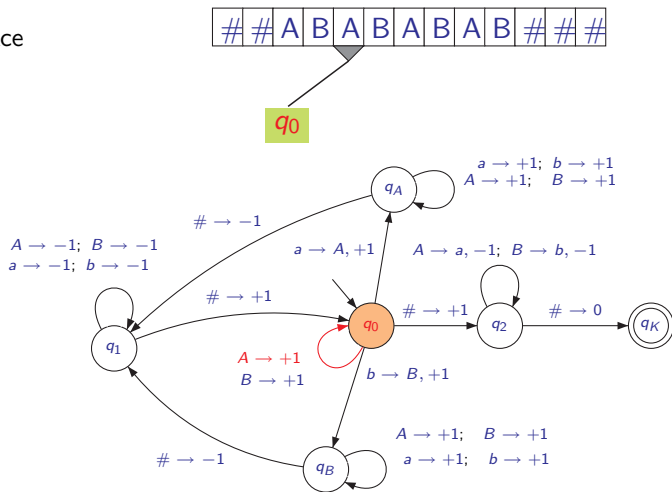 ce
# # A B A B A B A B # # #
q0
a → +1; b → +1
A → +1; B → +1
qA
# → −1
A → −1; B → −1
a → −1; b → −1
a → A, +1
A → a, −1; B → b, −1
# → +1
# → +1
# → 0
q0
q2
qK
q1
A → +1
B → +1
b → B, +1
A → +1; B → +1
a → +1; b → +1
# → −1
qB